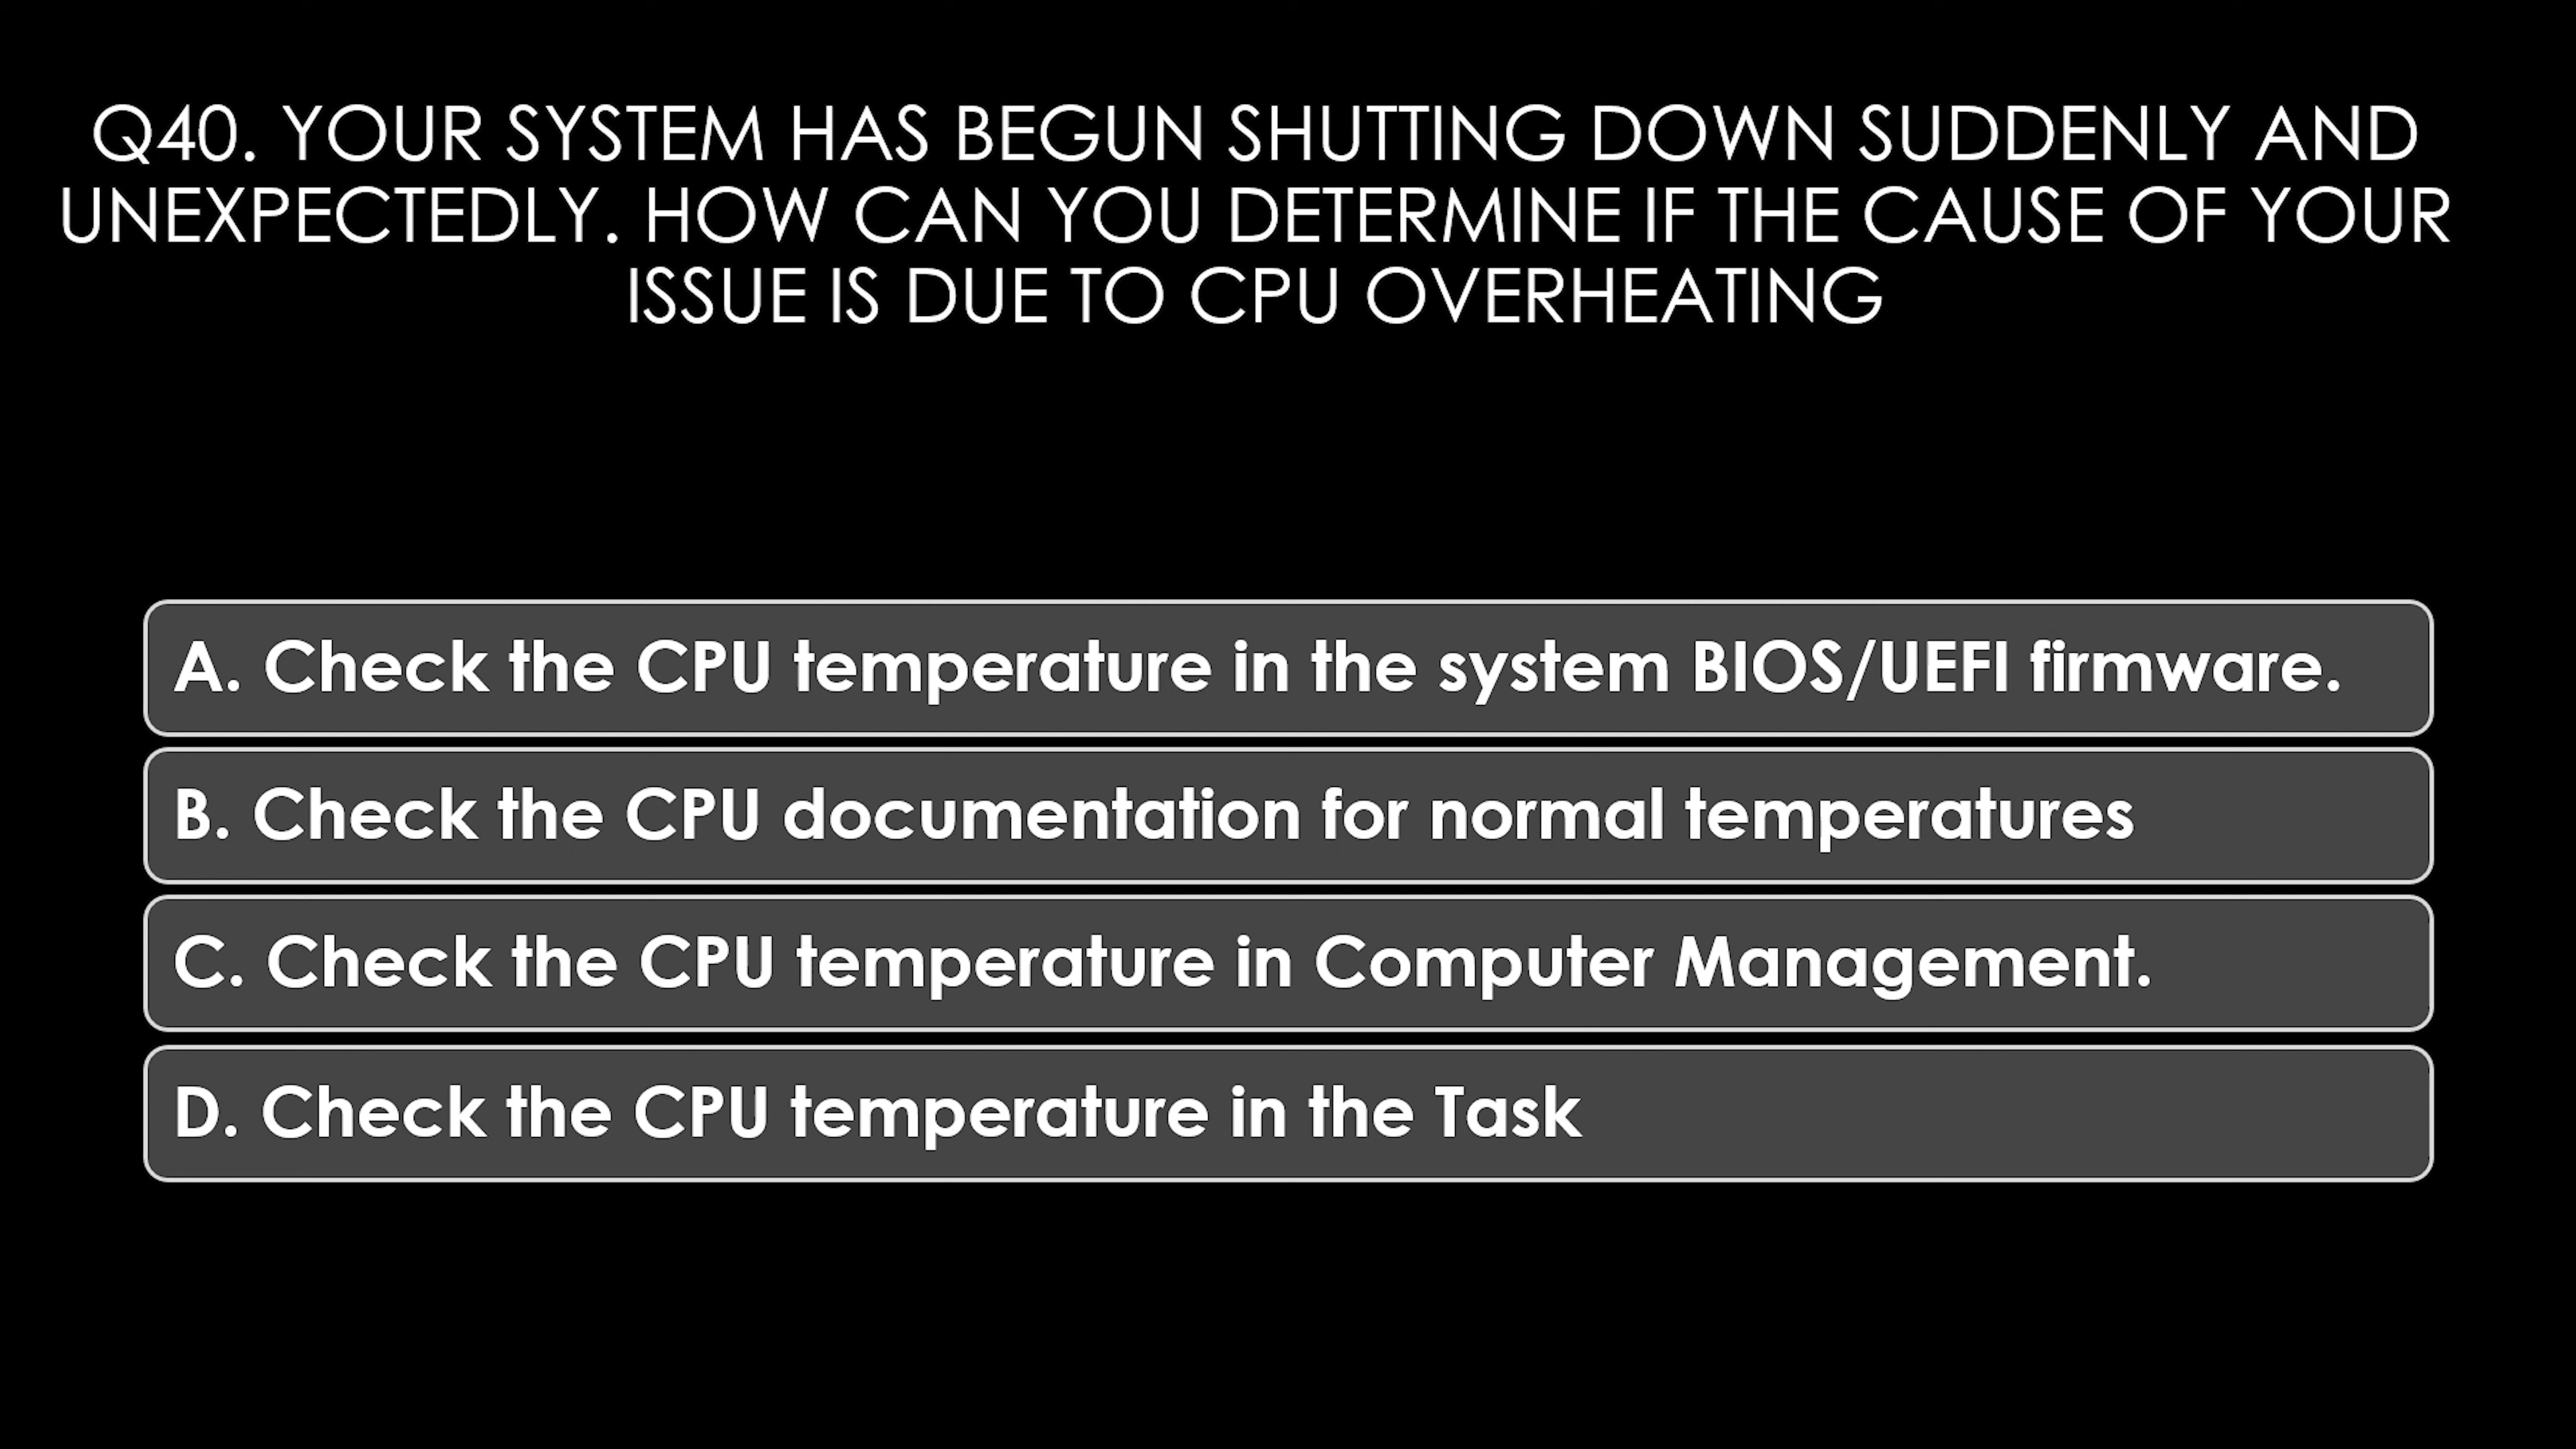 Q40. YOUR SYSTEM HAS BEGUN SHUTTING DOWN SUDDENLY AND
UNEXPECTEDLY. HOW CAN YOU DETERMINE IF THE CAUSE OF YOUR
ISSUE IS DUE TO CPU OVERHEATING
A. Check the CPU temperature in the system BIOS/UEFI firmware.
B. Check the CPU documentation for normal temperatures
C. Check the CPU temperature in Computer Management.
D. Check the CPU temperature in the Task